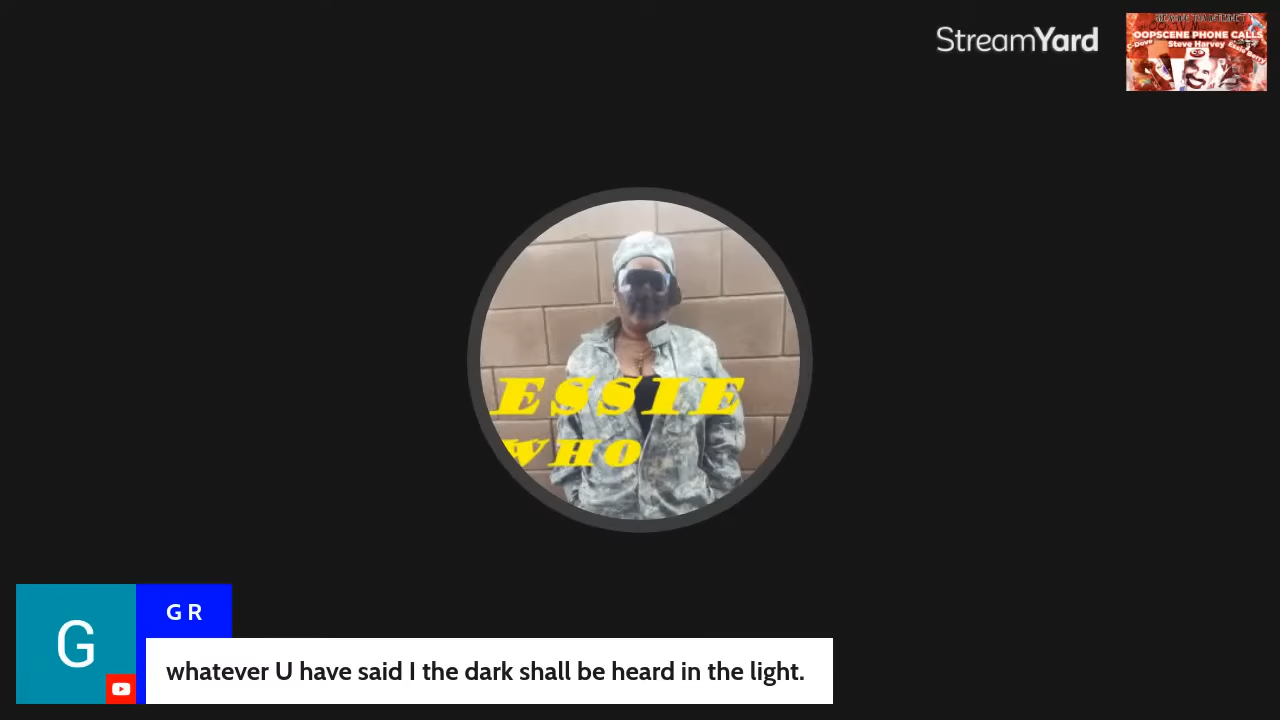 StreamYard
OOPSCENE PHONE CALLS
Steve Harvey
ESSIE
WHO
G
G R
whatever U have said I the dark shall be heard in the light.